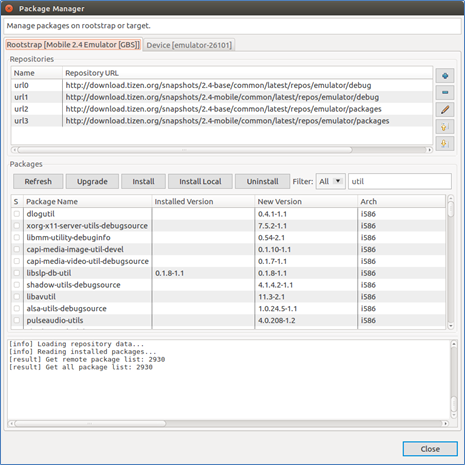 Package Manager
Manage packages on rootstrap or target.
Rootstrap [Mobile 2.4 Emulator [GBS]] Device [emulator-26101]
Repositories
Name Repository URL
url0 http://download.tizen.org/snapshots/2.4-base/common/latest/repos/emulator/debug
url1 http://download.tizen.org/snapshots/2.4-mobile/common/latest/repos/emulator/debug
url2 http://download.tizen.org/snapshots/2.4-base/common/latest/repos/emulator/packages
url3 http://download.tizen.org/snapshots/2.4-mobile/common/latest/repos/emulator/packages
Packages
Refresh Upgrade Install Install Local Uninstall Filter: All util
S Package Name Installed Version New Version Arch
dlogutil 0.4.1-1.1 i586
xorg-x11-server-utils-debugsource 7.5.2-1.1 i586
libmm-utility-debuginfo 0.54-2.1 i586
capi-media-image-util-devel 0.1.10-1.1 i586
capi-media-video-util-debugsource 0.1.7-1.1 i586
libslp-db-util 0.1.8-1.1 0.1.8-1.1 i586
shadow-utils-debugsource 4.1.4.2-1.1 i586
libavutil 11.3-2.1 i586
alsa-utils-debugsource 1.0.24.5-1.1 i586
pulseaudio-utils 4.0.208-1.2 i586
[info] Loading repository data...
[info] Reading installed packages...
[result] Get remote package list: 2930
[result] Get all package list: 2930
Close